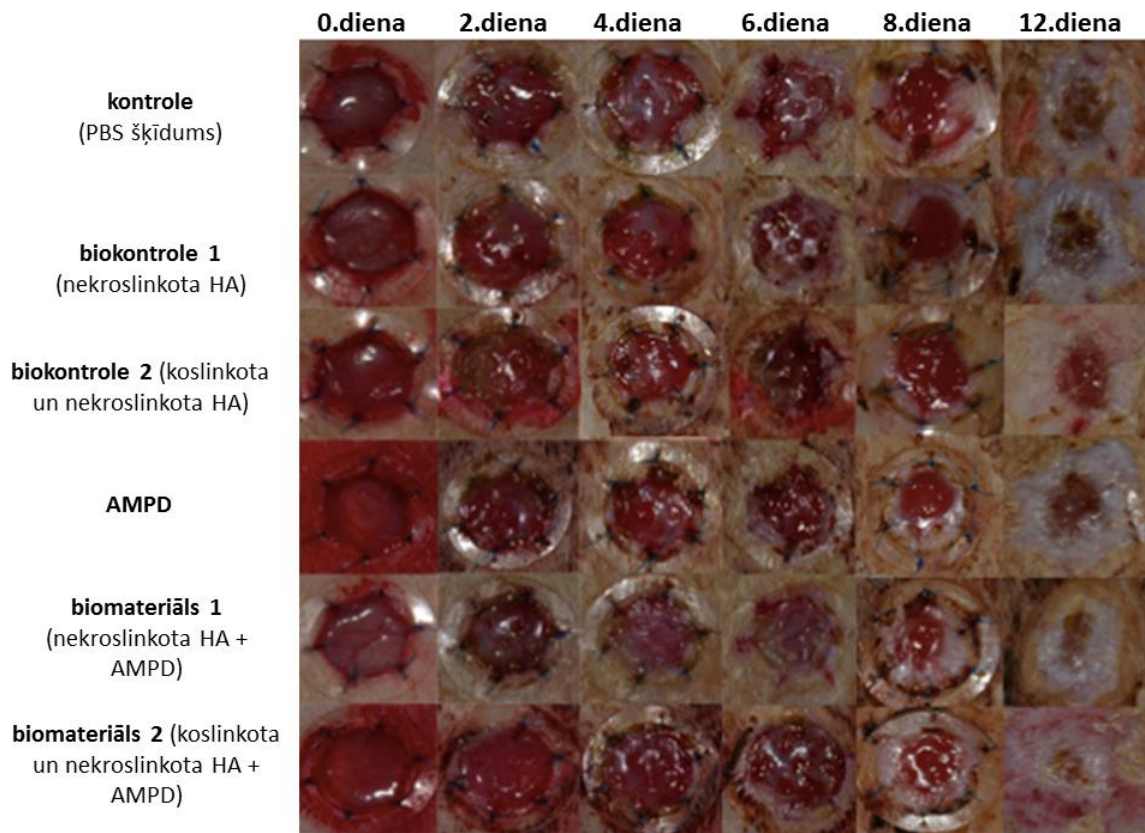 0.diena 2.diena 4.diena 6.diena 8.diena 12.diena
kontrole
(PBS šķīdums)
biokontrole 1
(nekroslinkota HA)
biokontrole 2 (koslinkota
un nekroslinkota HA)
AMPD
biomateriāls 1
(nekroslinkota HA +
AMPD)
biomateriāls 2 (koslinkota
un nekroslinkota HA +
AMPD)